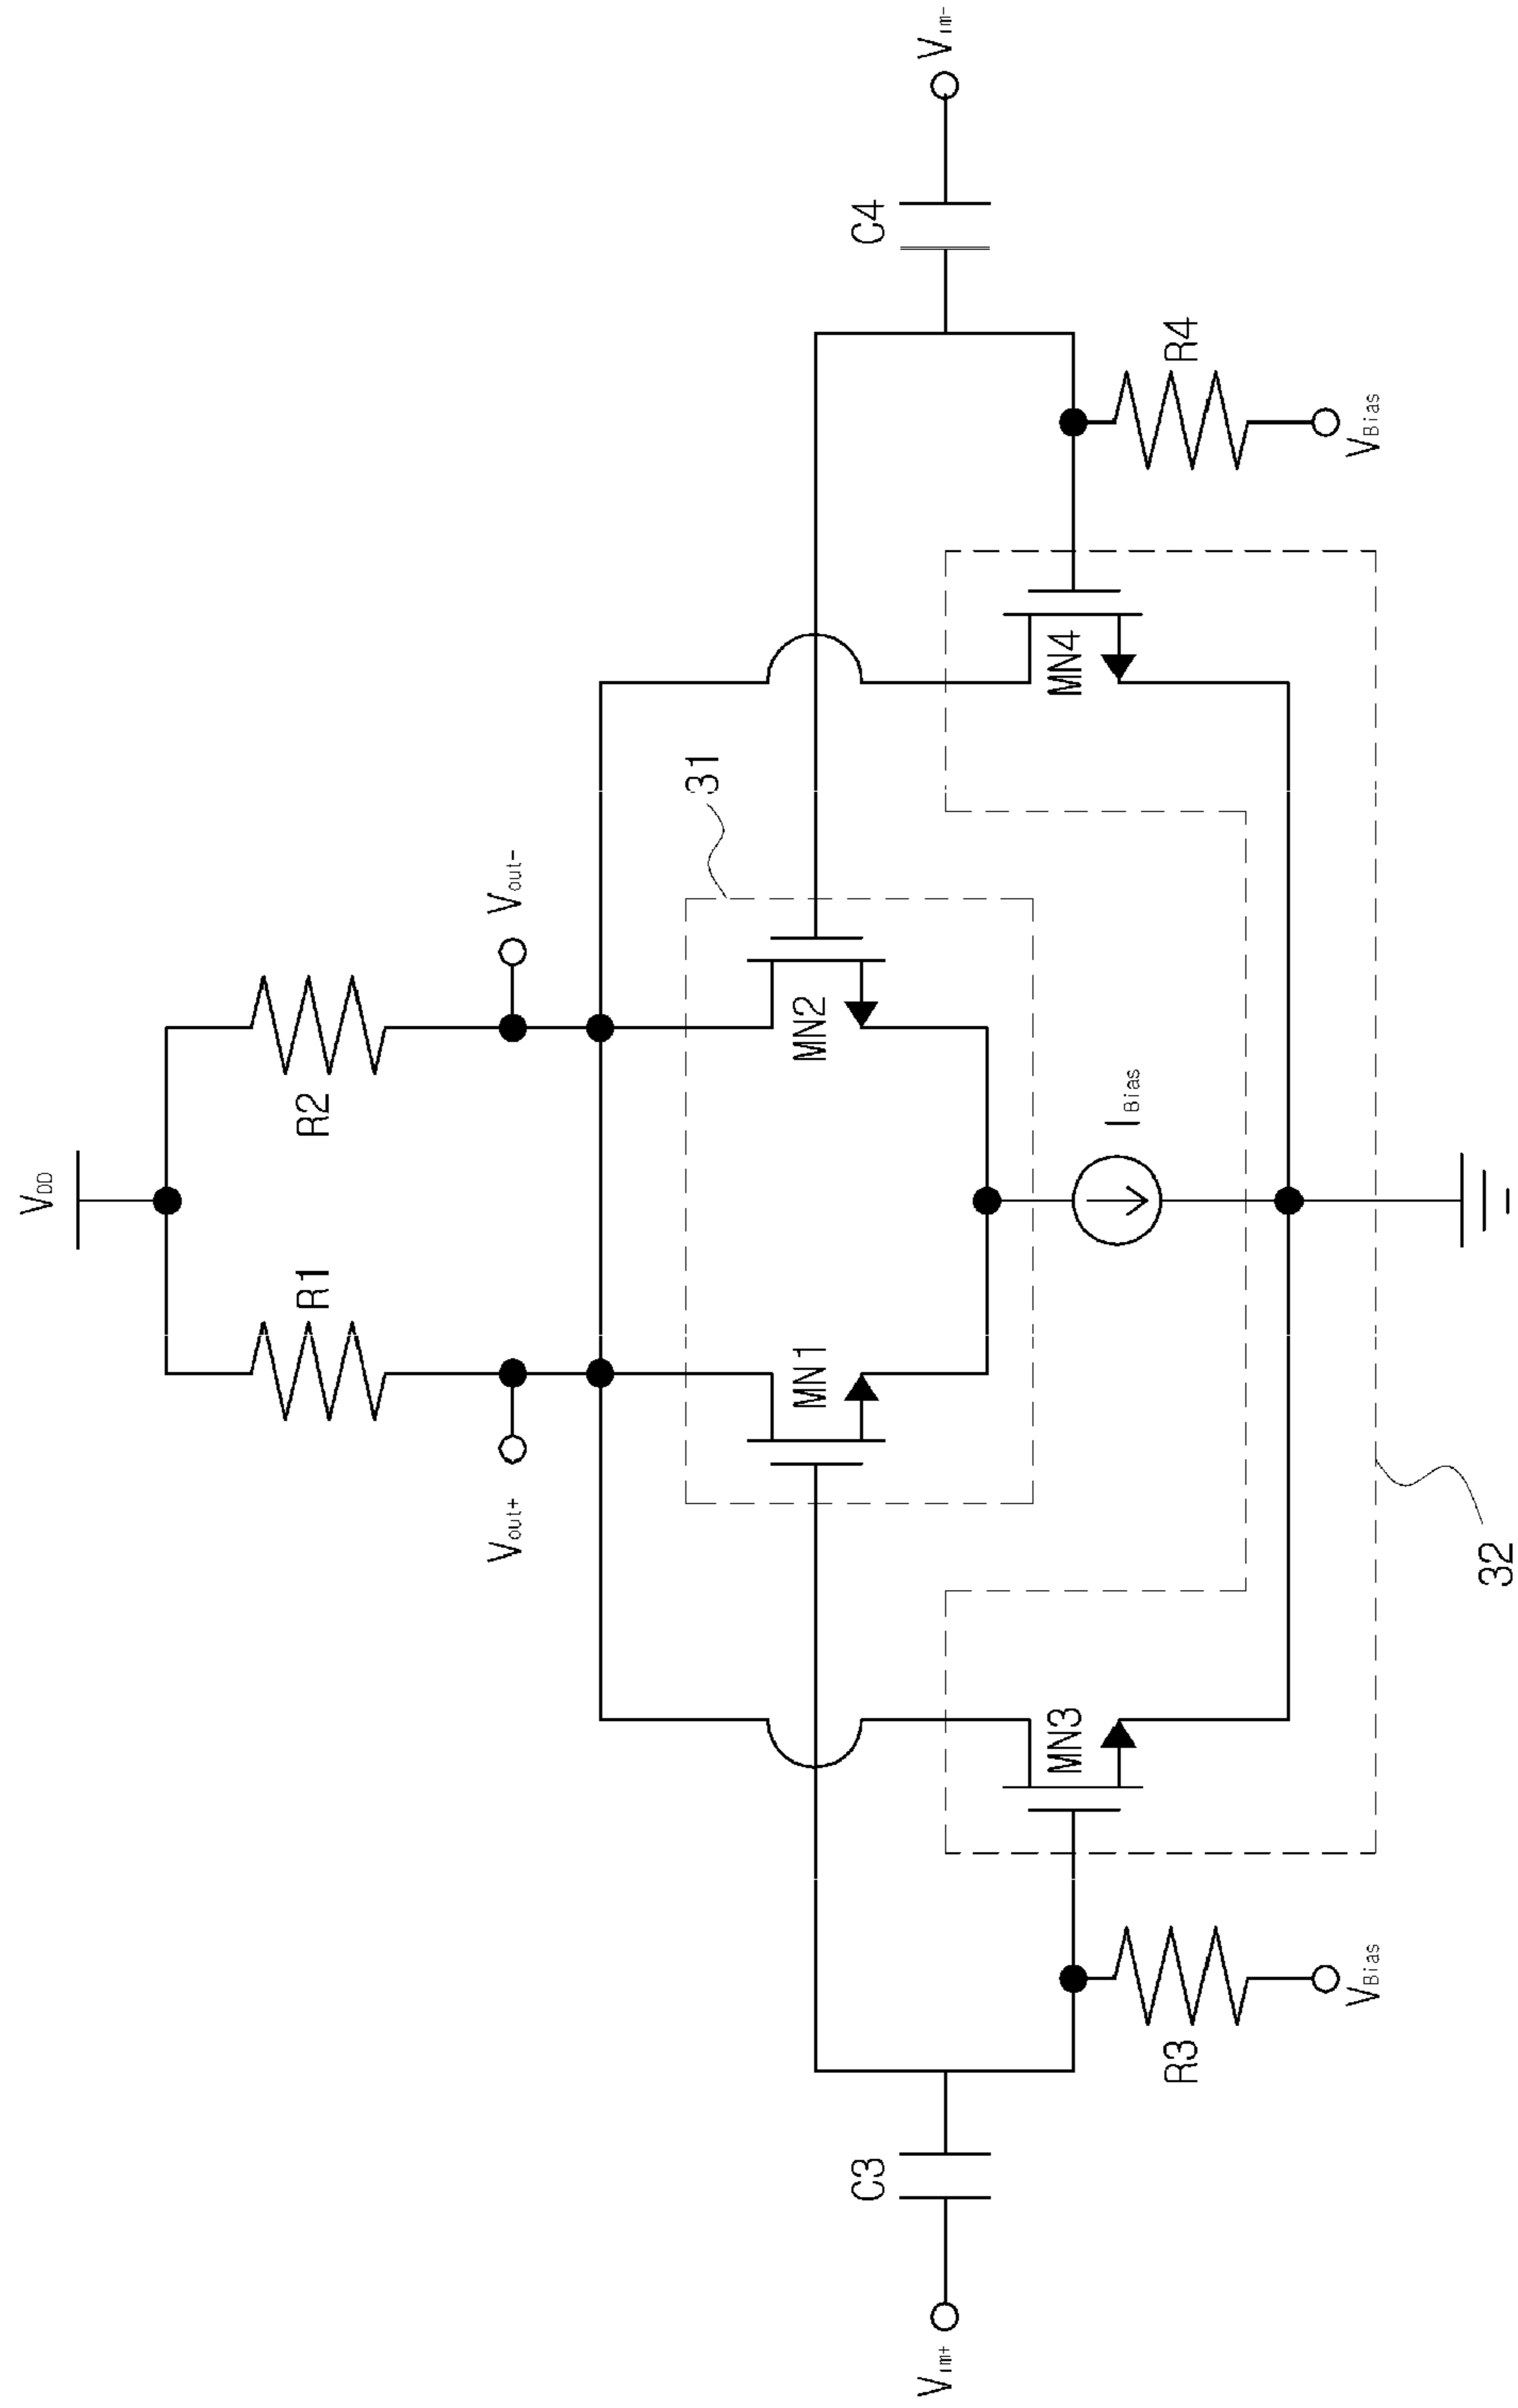 VDD
R1
R2
Vout+
Vout-
31
MN1
MN2
C3
C4
Vim+
Vim-
IBias
MN3
MN4
R3
R4
VBias
VBias
32